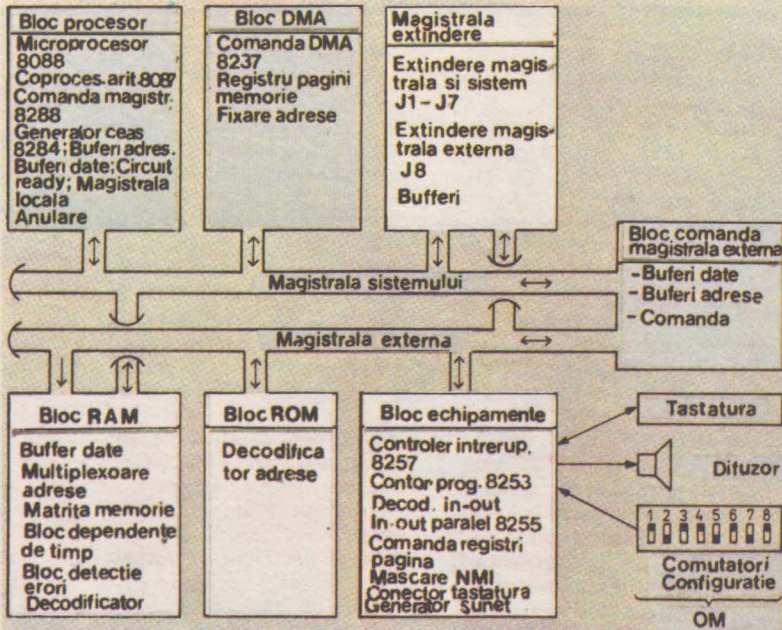 Bloc procesor
Microprocesor
8088
Coproces. arit. 8087
Comanda magistr.
8288
Generator ceas
8284; Buferi adres.
Buferi date; Circuit
ready; Magistrala
locala
Anulare
Bloc DMA
Comanda DMA
8237
Registru pagini
memorie
Fixare adrese
Magistrala
extindere
Extindere magis
trala si sistem
J1-J7
Extindere magis-
trala externa
J8
Bufferi
Bloc comanda
magistrala externa
-Buferi date
-Buferi adrese
-Comanda
Magistrala sistemului
Magistrala externa
Bloc RAM
Buffer date
Multiplexoare
adrese
Matrita memorie
Bloc dependente
de timp
Bloc detectie
erori
Decodificator
Bloc ROM
Decodifica
tor adrese
Bloc echipamente
Controler intrerup.
8257
Contor prog. 8253
Decod. in-out
In-out paralel 8255
Comanda registri
pagina
Mascare NMI
Conector tastatura
Generator sunet
Tastatura
Difuzor
1 2 3 4 5 6 7 8
Comutatori
Configuratie
OM